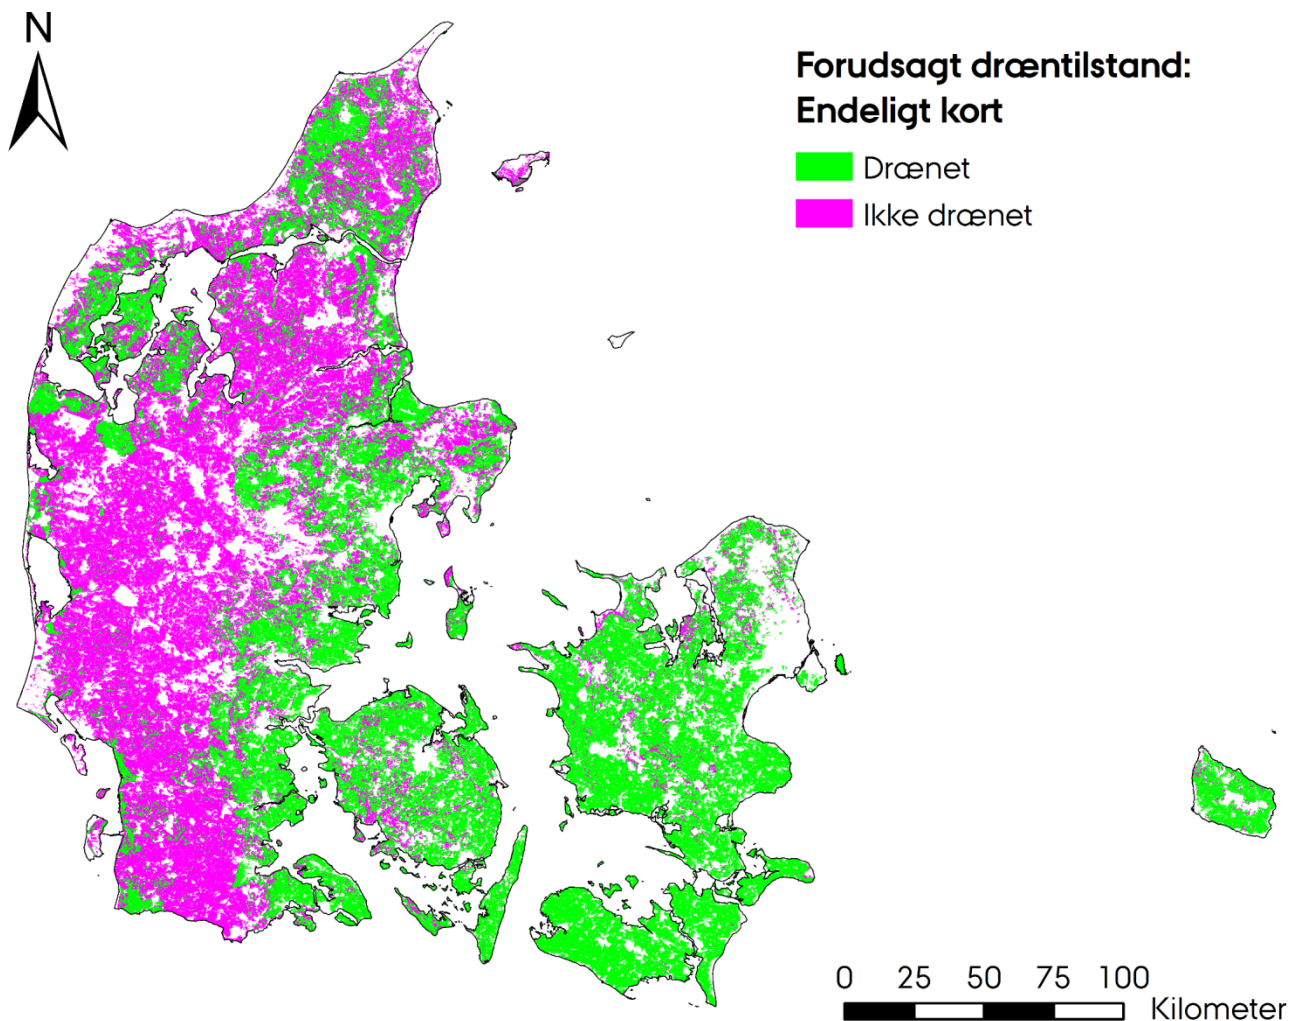 N
Forudsagt dræntilstand:
Endeligt kort
Drænet
Ikke drænet
0 25 50 75 100
Kilometer